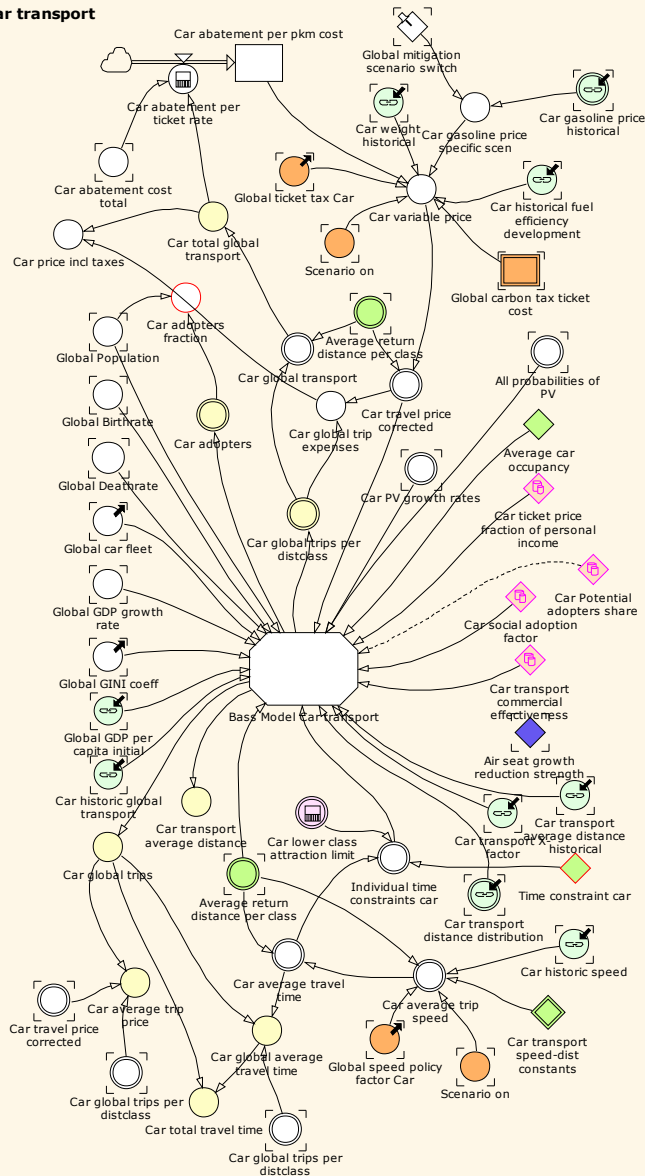 ar transport
Car abatement per pkm cost
Global mitigation
scenario switch
Car abatement per
ticket rate
Car weight
historical
Car gasoline price
specific scen
Car gasoline price
historical
Car abatement cost
total
Global ticket tax Car
Car variable price
Car historical fuel
efficiency
development
Car total global
transport
Car price incl taxes
Scenario on
Global carbon tax ticket
cost
Car adopters
fraction
Global Population
Average return
distance per class
Car global transport
All probabilities of
PV
Global Birthrate
Car adopters
Car global trip
expenses
Car travel price
corrected
Average car
occupancy
Global Deathrate
Car PV growth rates
Car ticket price
fraction of personal
income
Global car fleet
Car global trips per
distclass
Global GDP growth
rate
Car Potential
adopters share
Car social adoption
factor
Global GINI coeff
Car transport
commercial
effectiveness
Global GDP per
capita initial
Bass Model Car transport
Air seat growth
reduction strength
Car historic global
transport
Car transport
average distance
Car lower class
attraction limit
Car transport X-
factor
Car transport
average distance
historical
Car global trips
Average return
distance per class
Individual time
constraints car
Time constraint car
Car transport
distance distribution
Car historic speed
Car average travel
time
Car average trip
speed
Car average trip
price
Car travel price
corrected
Car global average
travel time
Global speed policy
factor Car
Scenario on
Car transport
speed-dist
constants
Car global trips per
distclass
Car total travel time
Car global trips per
distclass